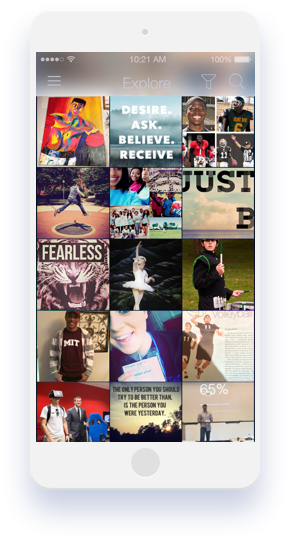 10:21 AM
100%
Explore
DESIRE.
ASK.
BELIEVE.
RECEIVE
JUST
B
FEARLESS
MIT
Volleyball
THE ONLY PERSON YOU SHOULD
TRY TO BE BETTER THAN,
IS THE PERSON YOU
WERE YESTERDAY.
65%